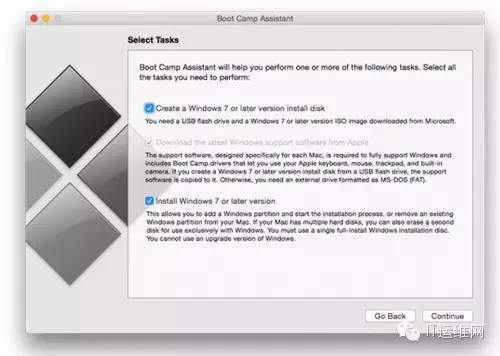 Boot Camp Assistant
Select Tasks
Boot Camp Assistant will help you perform one or more of the following tasks. Select all
the tasks you need to perform:
Create a Windows 7 or later version install disk
You need a USB flash drive and a Windows 7 or later version ISO image downloaded from Microsoft.
Download the latest Windows support software from Apple
The support software, designed specifically for each Mac, is required to fully support Windows and
includes Boot Camp drivers that let you use your Apple keyboard, mouse, trackpad, and built-in
camera. If you create a Windows 7 or later version install disk from a USB flash drive, the support
software is copied to it. Otherwise, you need an external drive formatted as MS-DOS (FAT).
Install Windows 7 or later version
This allows you to add a Windows partition and start the installation process, or remove an existing
Windows partition from your Mac. If your Mac has multiple hard disks, you can also erase a second
disk for use exclusively with Windows. You must use a single full-install Windows installation disc.
You cannot use an upgrade version of Windows.
Go Back
Continue
IT运维网